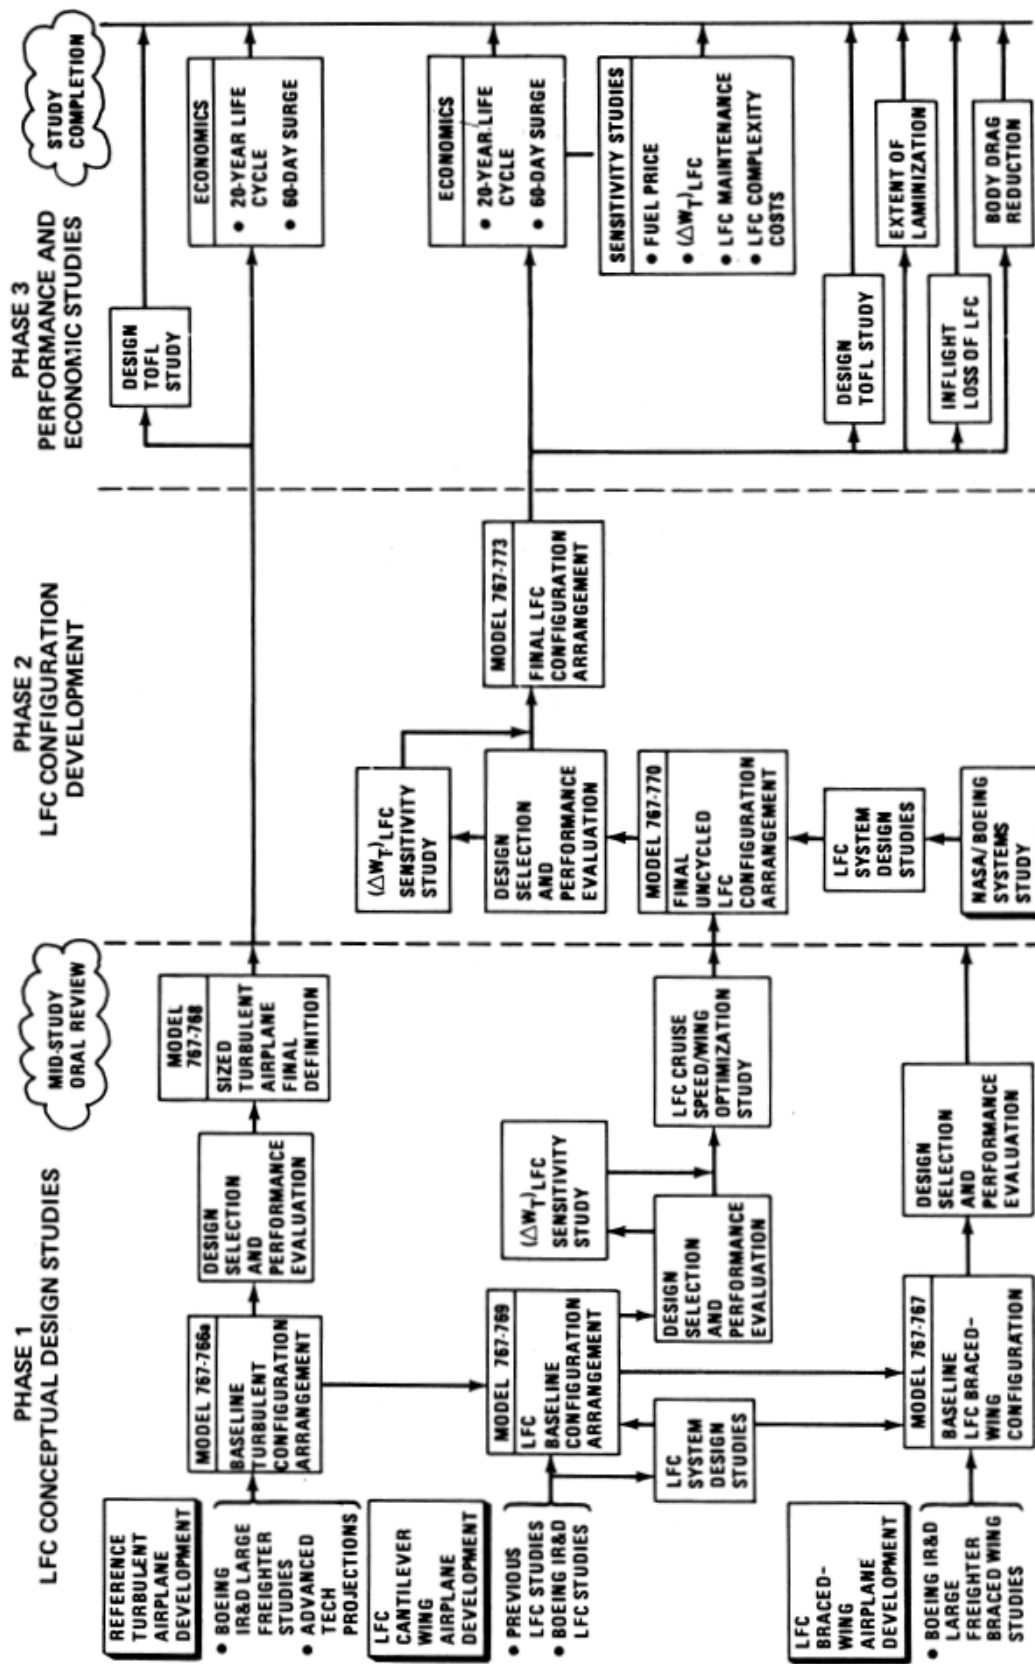 PHASE 1
LFC CONCEPTUAL DESIGN STUDIES
MID-STUDY
ORAL REVIEW
PHASE 2
LFC CONFIGURATION
DEVELOPMENT
PHASE 3
PERFORMANCE AND
ECONOMIC STUDIES
STUDY
COMPLETION
REFERENCE
TURBULENT
AIRPLANE
DEVELOPMENT
• BOEING
IR&D LARGE
FREIGHTER
STUDIES
• ADVANCED
TECH
PROJECTIONS
MODEL 767-766a
BASELINE
TURBULENT
CONFIGURATION
ARRANGEMENT
DESIGN
SELECTION
AND
PERFORMANCE
EVALUATION
MODEL
767-768
SIZED
TURBULENT
AIRPLANE
FINAL
DEFINITION
DESIGN
TOFL
STUDY
ECONOMICS
• 20-YEAR LIFE
CYCLE
• 60-DAY SURGE
LFC
CANTILEVER
WING
AIRPLANE
DEVELOPMENT
• PREVIOUS
LFC STUDIES
• BOEING IR&D
LFC STUDIES
MODEL 767-769
LFC
BASELINE
CONFIGURATION
ARRANGEMENT
LFC
SYSTEM
DESIGN
STUDIES
(ΔW_T)LFC
SENSITIVITY
STUDY
DESIGN
SELECTION
AND
PERFORMANCE
EVALUATION
LFC CRUISE
SPEED/WING
OPTIMIZATION
STUDY
(ΔW_T)LFC
SENSITIVITY
STUDY
DESIGN
SELECTION
AND
PERFORMANCE
EVALUATION
MODEL 767-770
FINAL
UNCYCLED
LFC
CONFIGURATION
ARRANGEMENT
LFC
SYSTEM
DESIGN
STUDIES
NASA/BOEING
SYSTEMS
STUDY
MODEL 767-773
FINAL LFC
CONFIGURATION
ARRANGEMENT
ECONOMICS
• 20-YEAR LIFE
CYCLE
• 60-DAY SURGE
SENSITIVITY STUDIES
• FUEL PRICE
• (ΔW_T)LFC
• LFC MAINTENANCE
• LFC COMPLEXITY
COSTS
DESIGN
TOFL STUDY
EXTENT OF
LAMINIZATION
INFLIGHT
LOSS OF LFC
BODY DRAG
REDUCTION
LFC
BRACED-
WING
AIRPLANE
DEVELOPMENT
• BOEING IR&D
LARGE
FREIGHTER
BRACED WING
STUDIES
MODEL 767-767
BASELINE
LFC BRACED-
WING
CONFIGURATION
DESIGN
SELECTION
AND
PERFORMANCE
EVALUATION